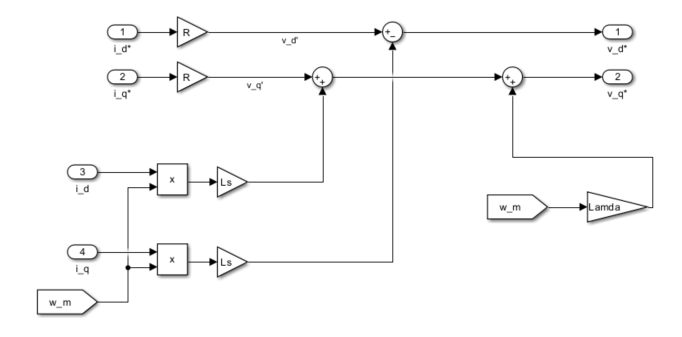 1
i_d*
R
v_d'
+
−
1
v_d*
2
i_q*
R
v_q'
+
+
+
+
2
v_q*
3
i_d
x
Ls
w_m
Lamda
4
i_q
x
Ls
w_m